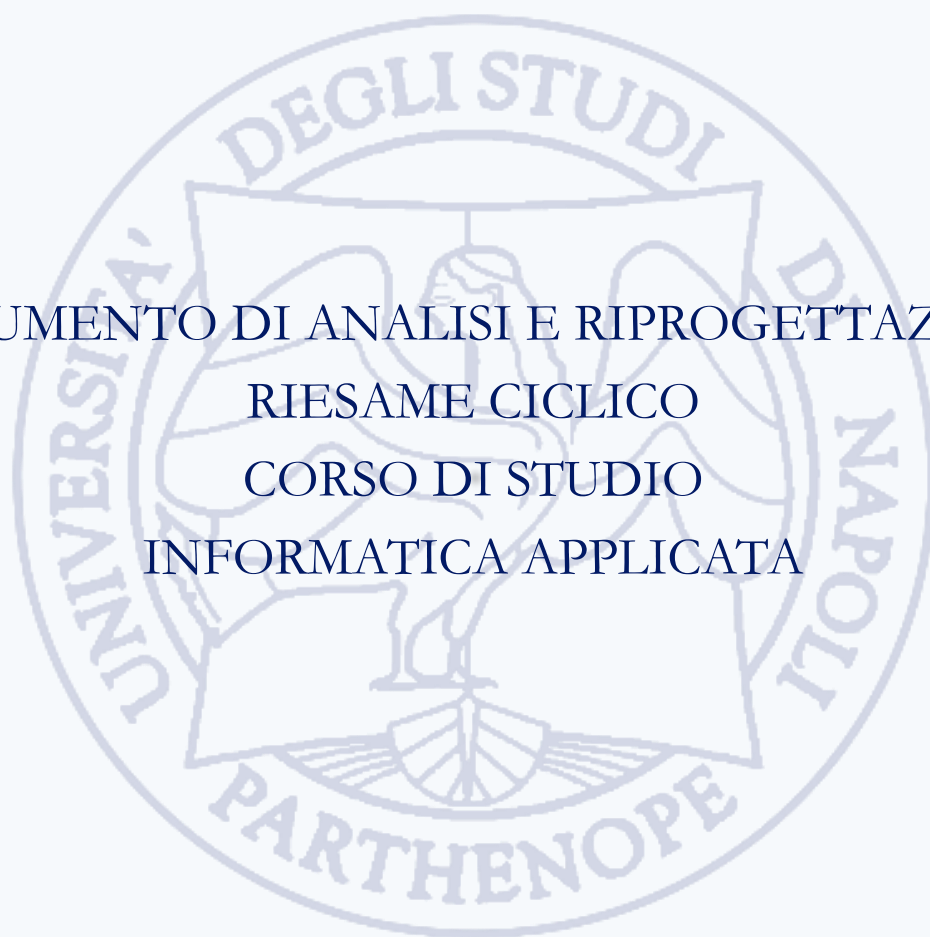 UMENTO DI ANALISI E RIPROGETTAZ
RIESAME CICLICO
CORSO DI STUDIO
INFORMATICA APPLICATA
UNIVERSITA' DEGLI STUDI DI NAPOLI
PARTHENOPE